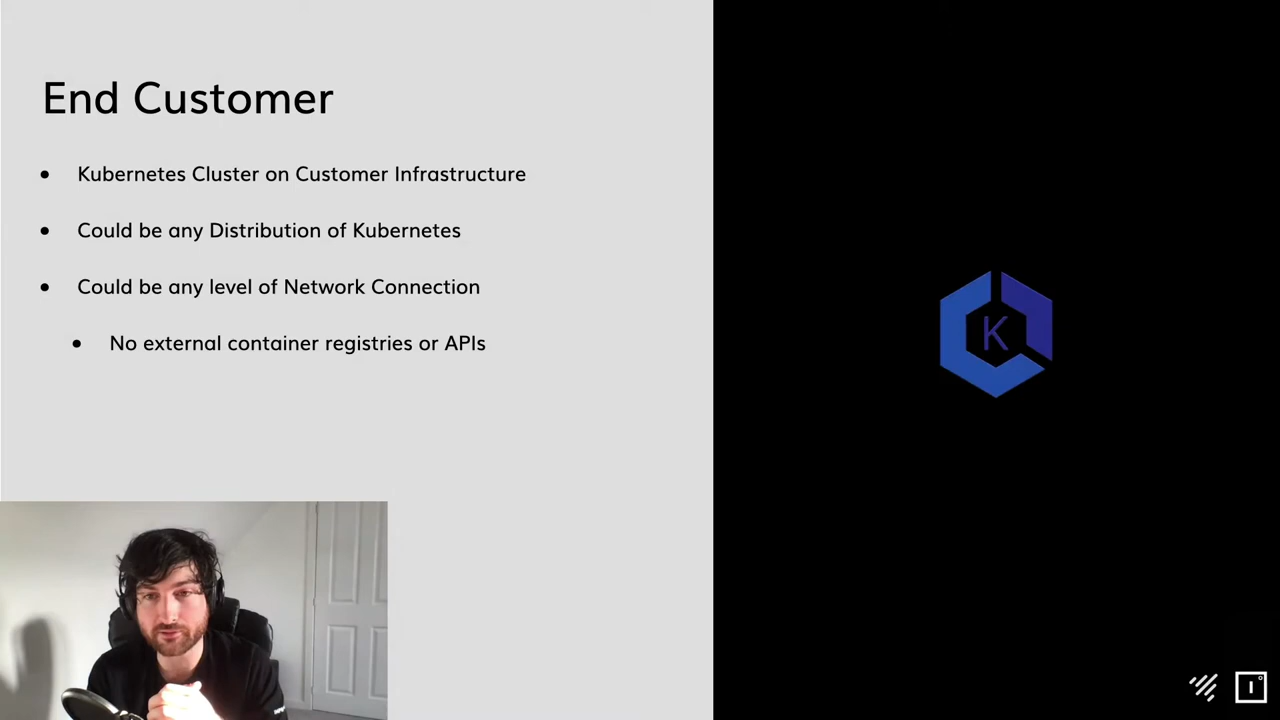 End Customer
Kubernetes Cluster on Customer Infrastructure
Could be any Distribution of Kubernetes
Could be any level of Network Connection
No external container registries or APIs
K